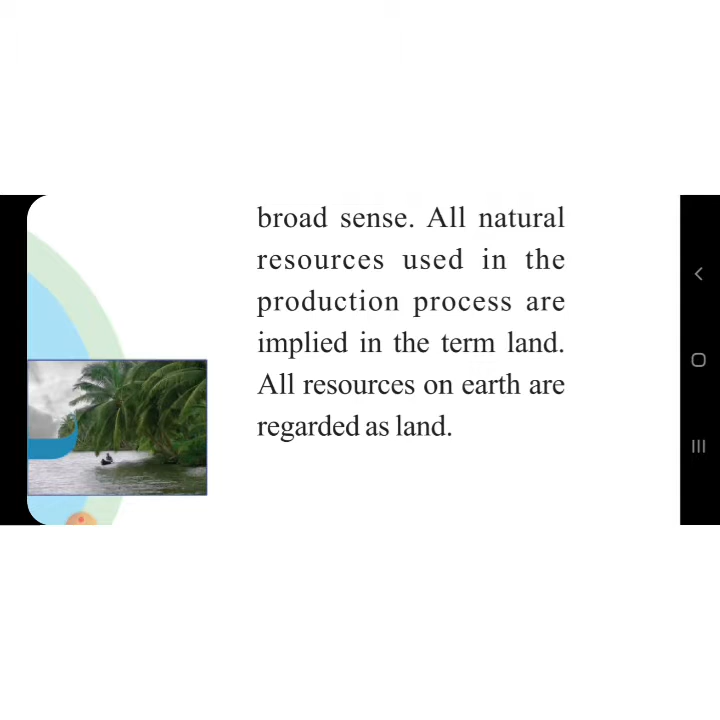 broad sense. All natural
resources used in the
production process are
implied in the term land.
All resources on earth are
regarded as land.